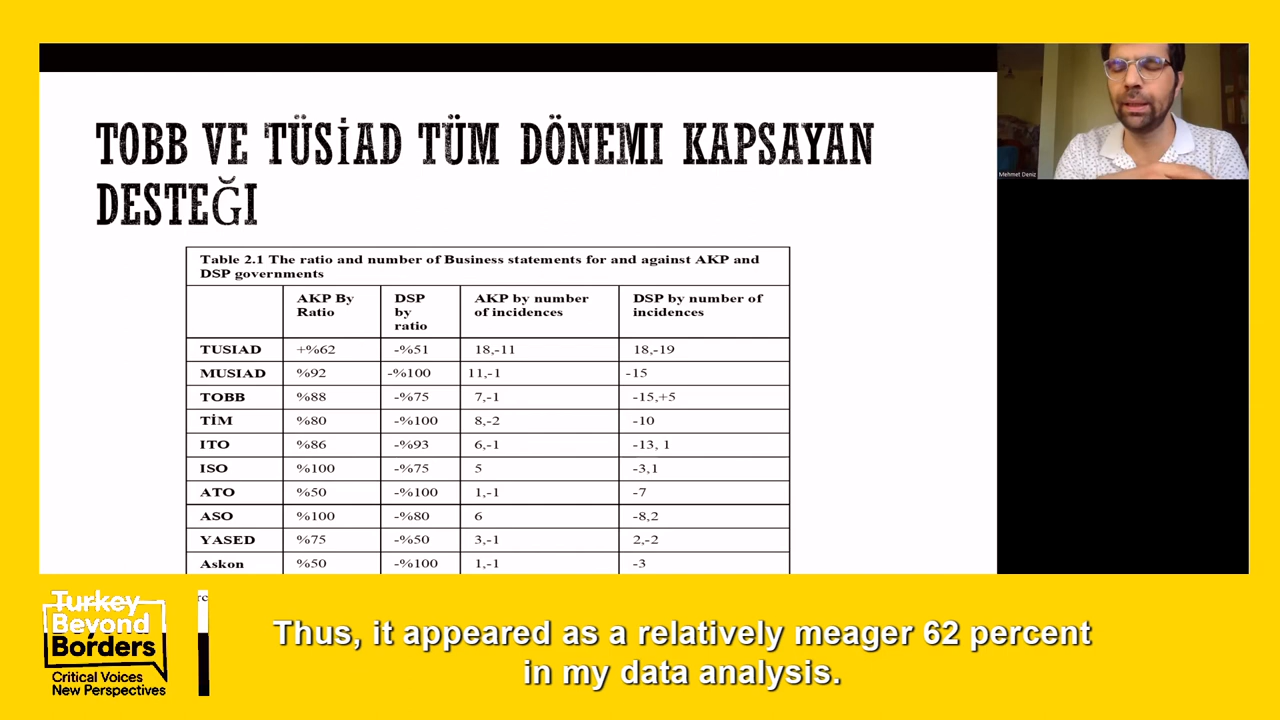 TOBB VE TÜSİAD TÜM DÖNEMI KAPSAYAN
DESTEĞI
Mehmet Deniz
Table 2.1 The ratio and number of Business statements for and against AKP and
DSP governments
AKP By Ratio DSP by ratio AKP by number of incidences DSP by number of incidences
TUSIAD +%62 -%51 18,-11 18,-19
MUSIAD %92 -%100 11,-1 -15
TOBB %88 -%75 7,-1 -15,+5
TİM %80 -%100 8,-2 -10
ITO %86 -%93 6,-1 -13, 1
ISO %100 -%75 5 -3,1
ATO %50 -%100 1,-1 -7
ASO %100 -%80 6 -8,2
YASED %75 -%50 3,-1 2,-2
Askon %50 -%100 1,-1 -3
Turkey
Beyond
Borders
Critical Voices
New Perspectives
Thus, it appeared as a relatively meager 62 percent
in my data analysis.